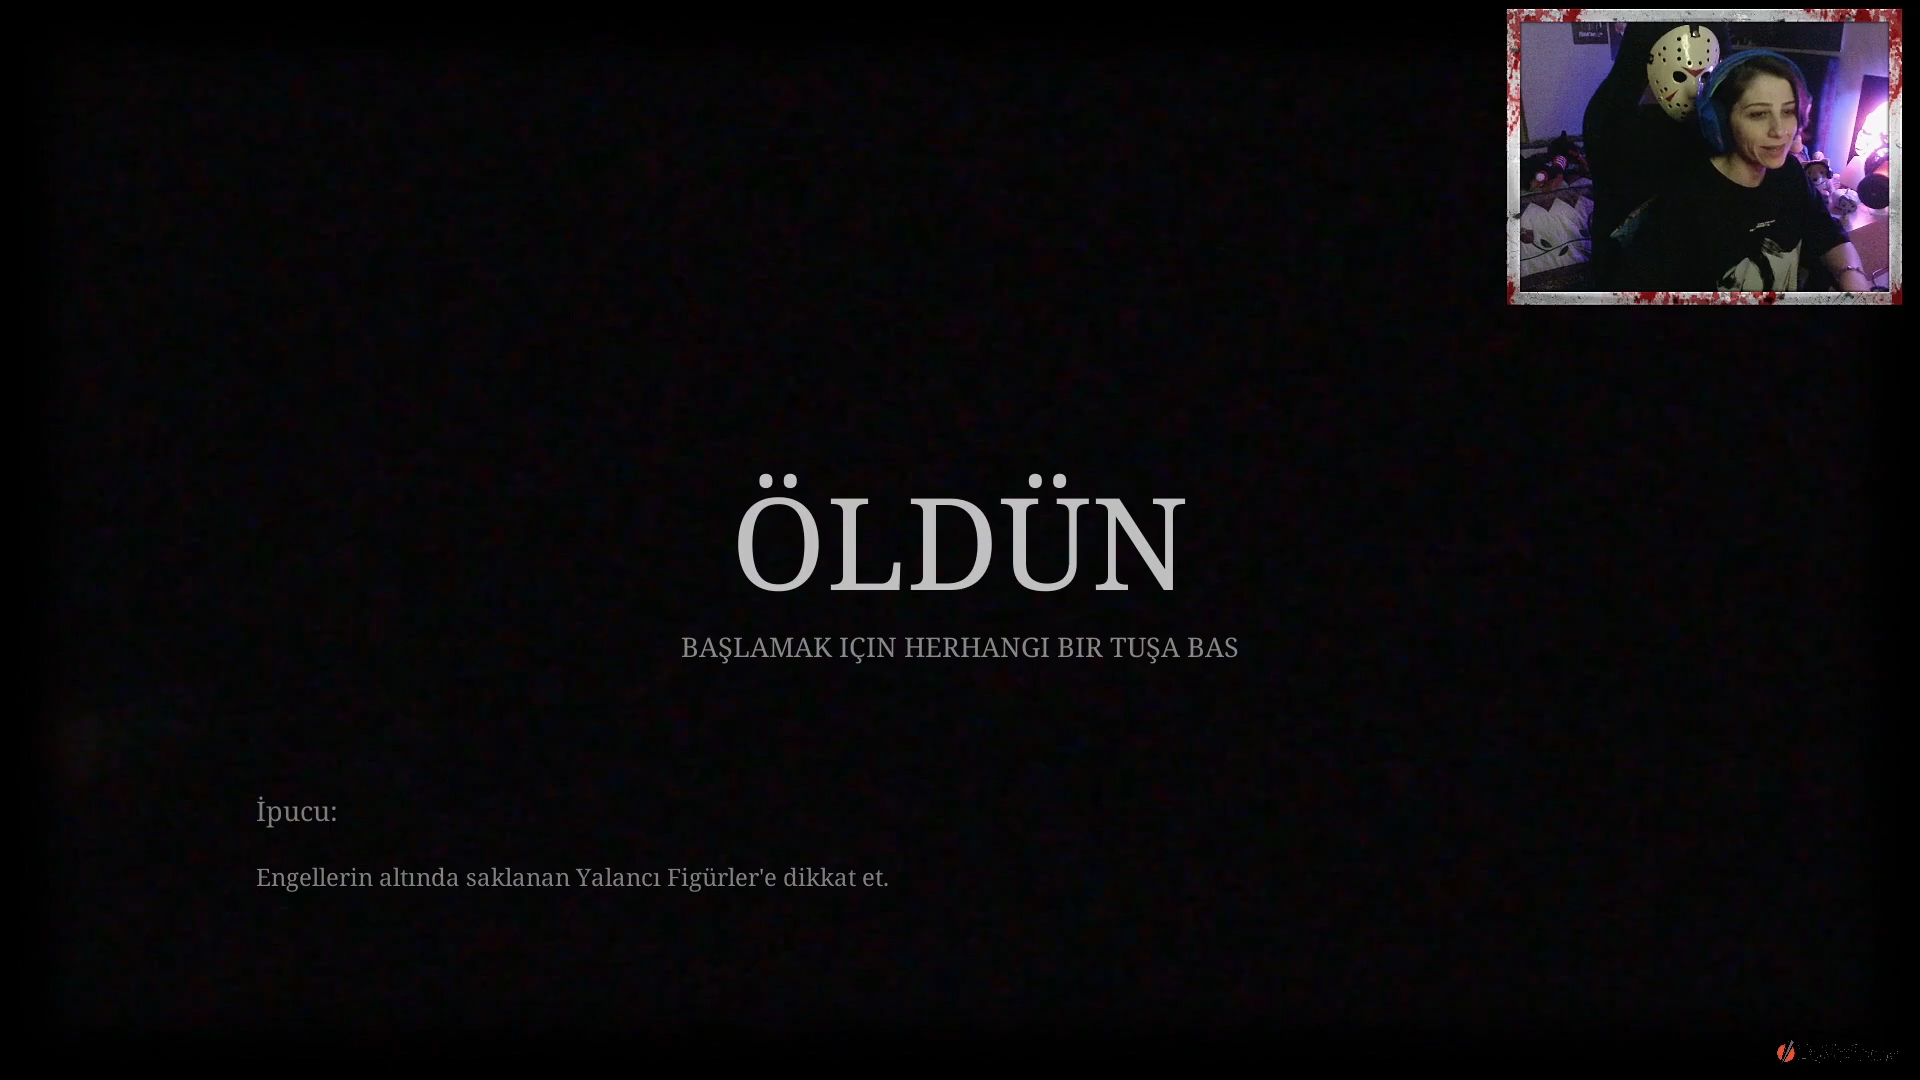 ÖLDÜN
BAŞLAMAK IÇIN HERHANGI BIR TUŞA BAS
İpucu:
Engellerin altında saklanan Yalancı Figürler'e dikkat et.